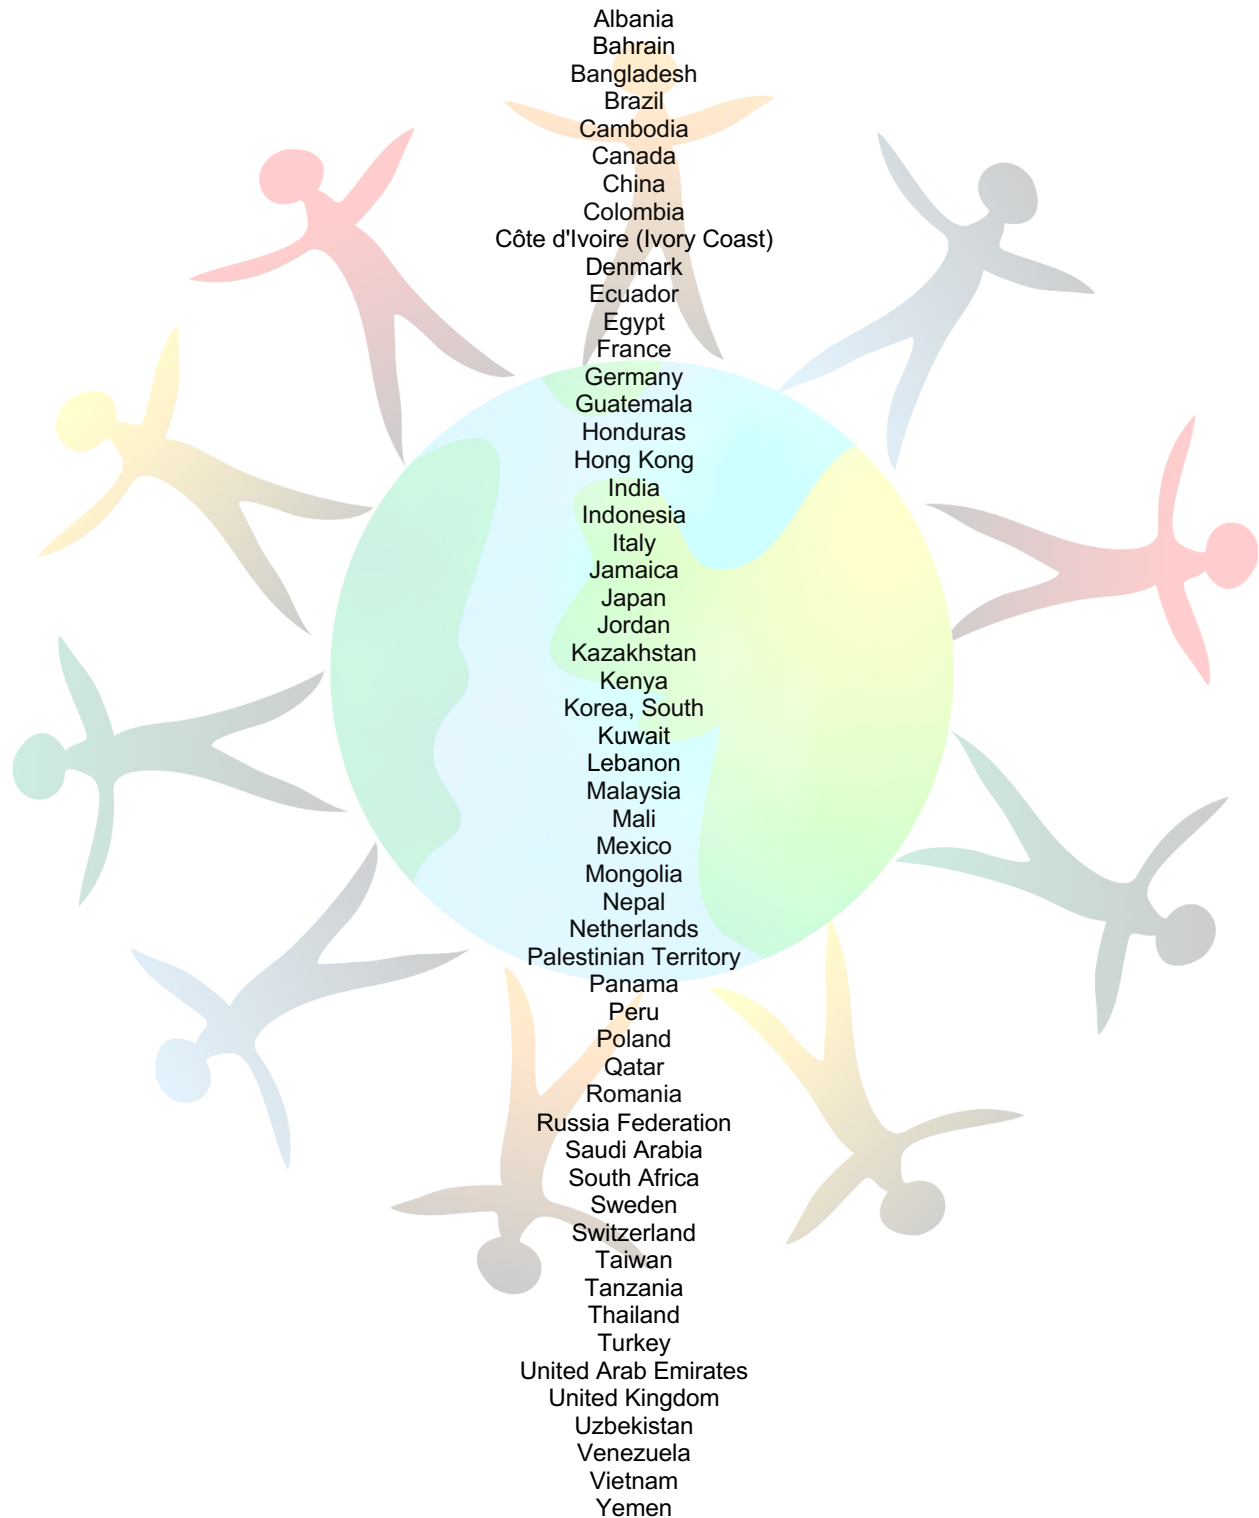 Albania
Bahrain
Bangladesh
Brazil
Cambodia
Canada
China
Colombia
Côte d'Ivoire (Ivory Coast)
Denmark
Ecuador
Egypt
France
Germany
Guatemala
Honduras
Hong Kong
India
Indonesia
Italy
Jamaica
Japan
Jordan
Kazakhstan
Kenya
Korea, South
Kuwait
Lebanon
Malaysia
Mali
Mexico
Mongolia
Nepal
Netherlands
Palestinian Territory
Panama
Peru
Poland
Qatar
Romania
Russia Federation
Saudi Arabia
South Africa
Sweden
Switzerland
Taiwan
Tanzania
Thailand
Turkey
United Arab Emirates
United Kingdom
Uzbekistan
Venezuela
Vietnam
Yemen